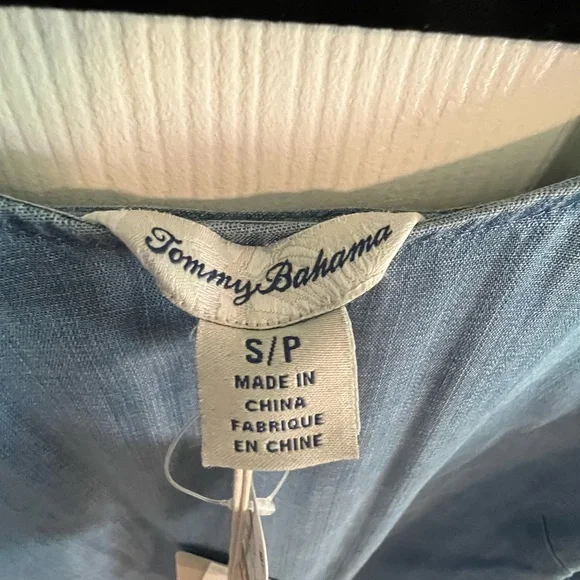 Tommy Bahama
S/P
MADE IN
CHINA
FABRIQUE
EN CHINE